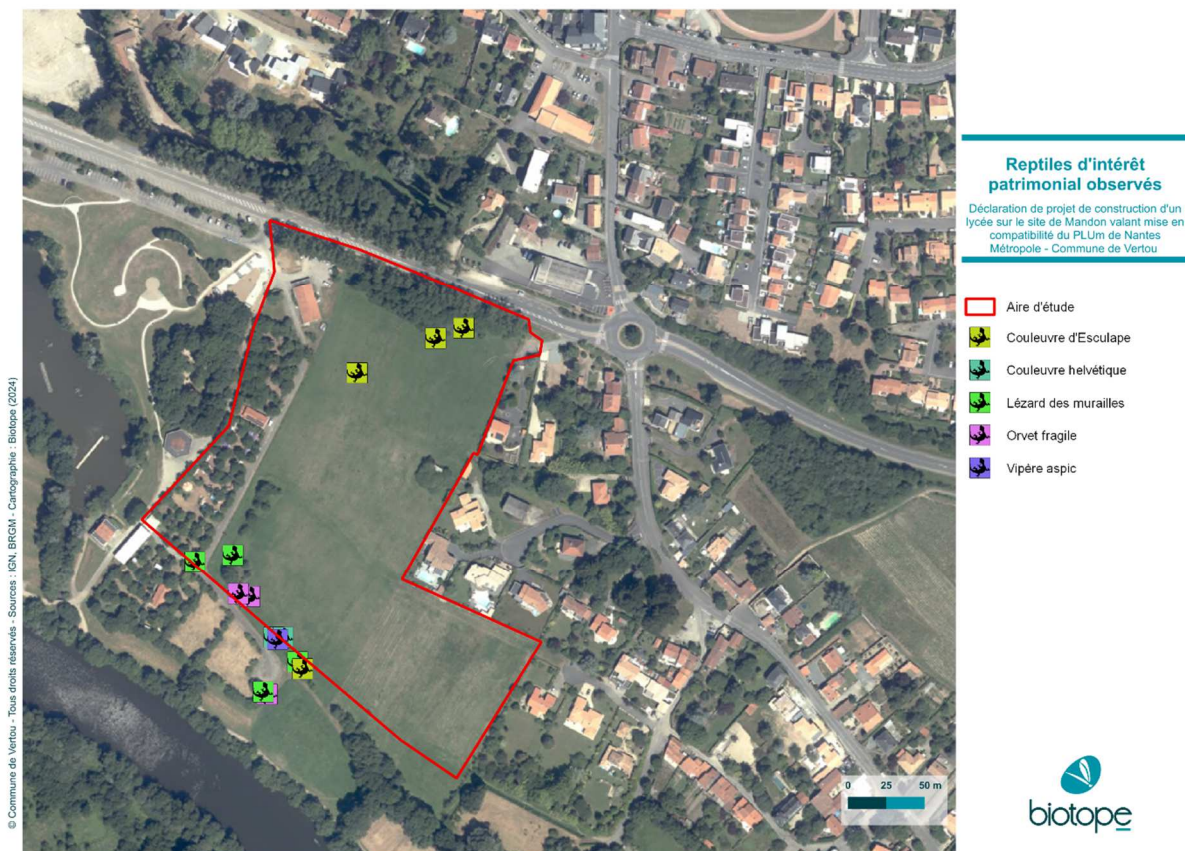 Reptiles d'intérêt
patrimonial observés
Déclaration de projet de construction d'un
lycée sur le site de Mandon valant mise en
compatibilité du PLUm de Nantes
Métropole - Commune de Vertou
Aire d'étude
Couleuvre d'Esculape
Couleuvre helvétique
Lézard des murailles
Orvet fragile
Vipère aspic
0 25 50 m
biotope
© Commune de Vertou - Tous droits réservés - Sources : IGN, BRGM - Cartographie : Biotope (2024)